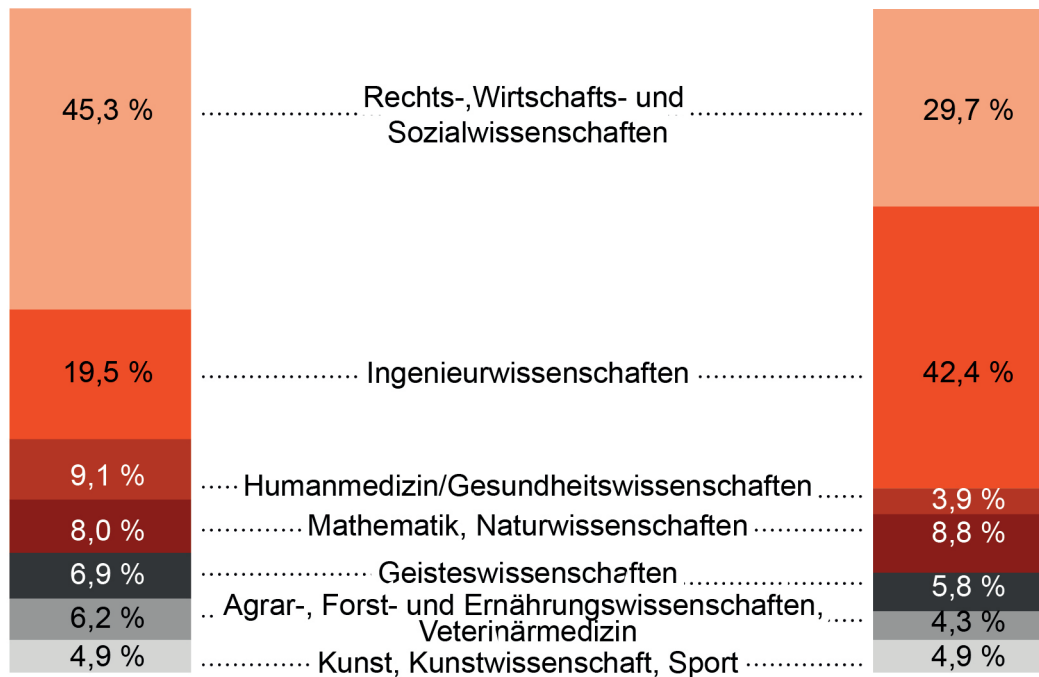 45,3 % Rechts-,Wirtschafts- und 29,7 %
Sozialwissenschaften
19,5 % Ingenieurwissenschaften 42,4 %
9,1 % Humanmedizin/Gesundheitswissenschaften 3,9 %
8,0 % Mathematik, Naturwissenschaften 8,8 %
6,9 % Geisteswissenschaften 5,8 %
6,2 % Agrar-, Forst- und Ernährungswissenschaften, 4,3 %
Veterinärmedizin
4,9 % Kunst, Kunstwissenschaft, Sport 4,9 %